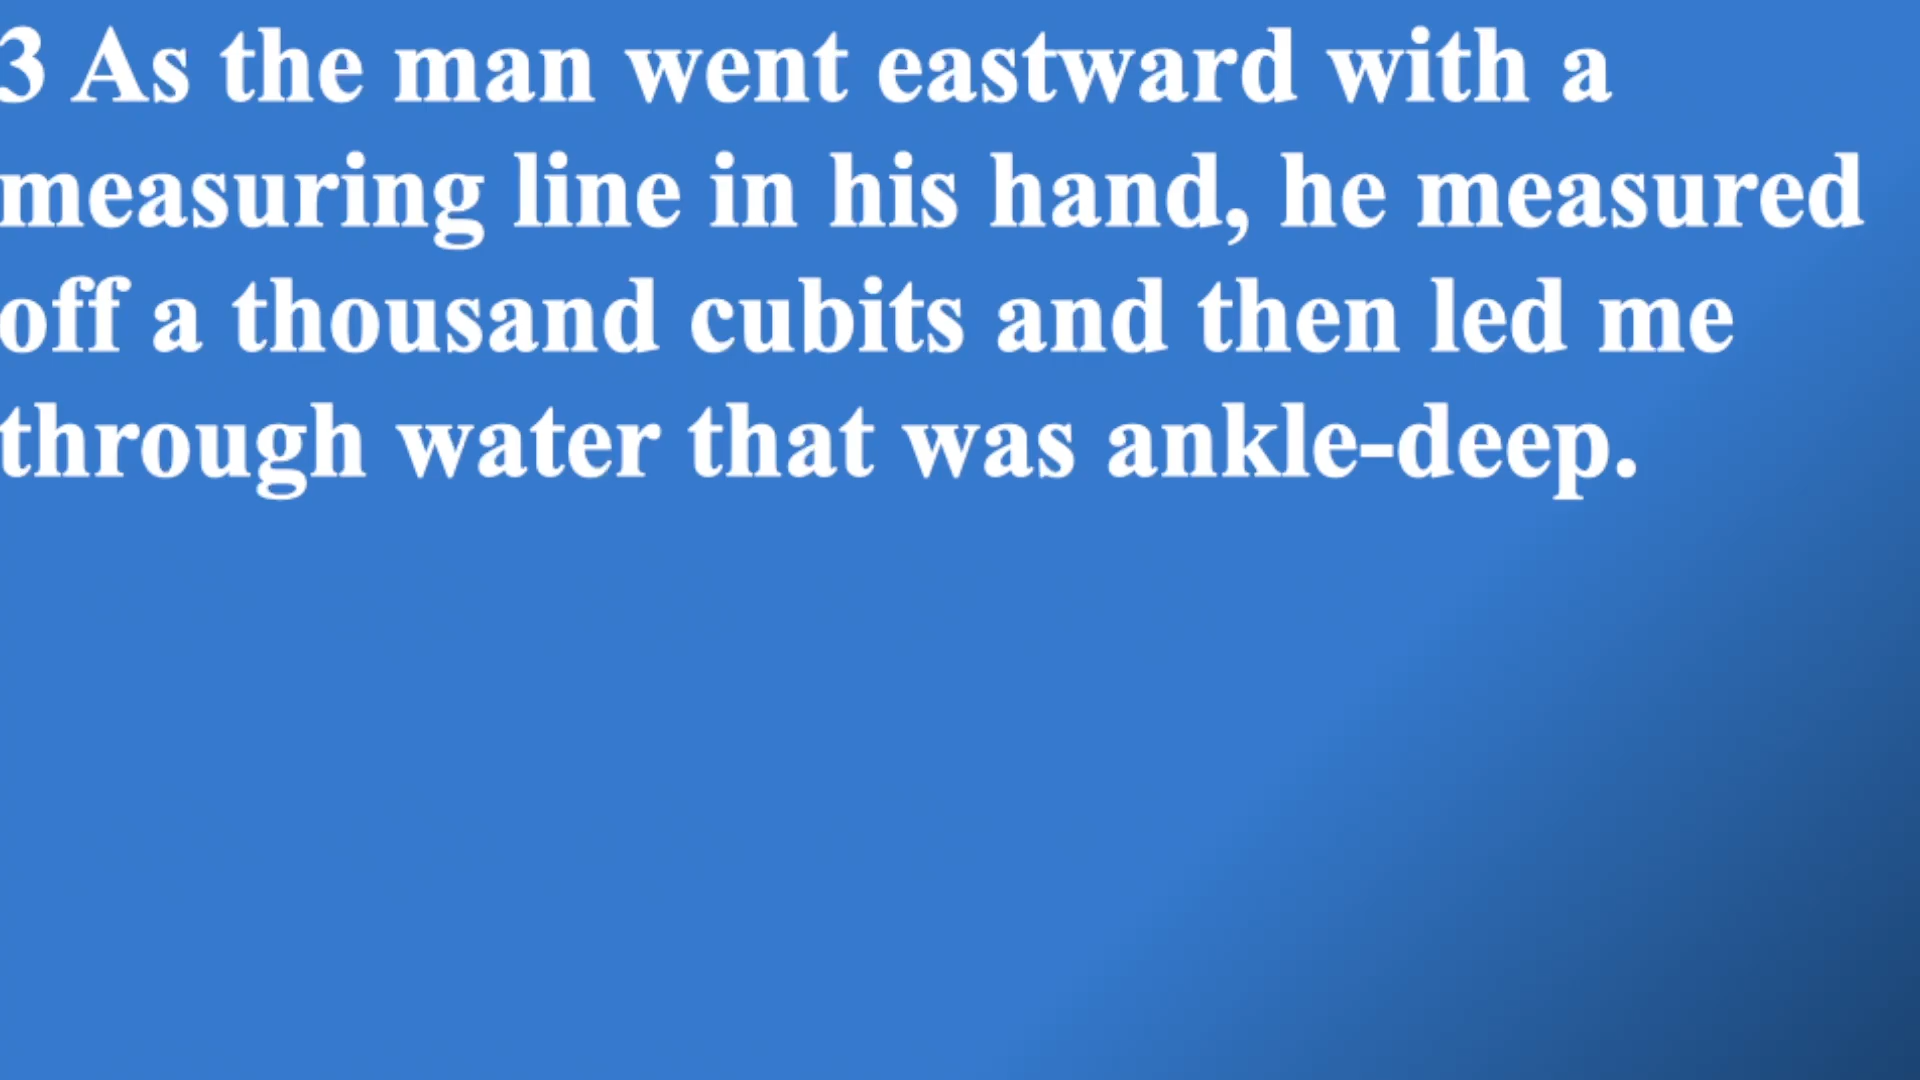 3 As the man went eastward with a
measuring line in his hand, he measured
off a thousand cubits and then led me
through water that was ankle-deep.